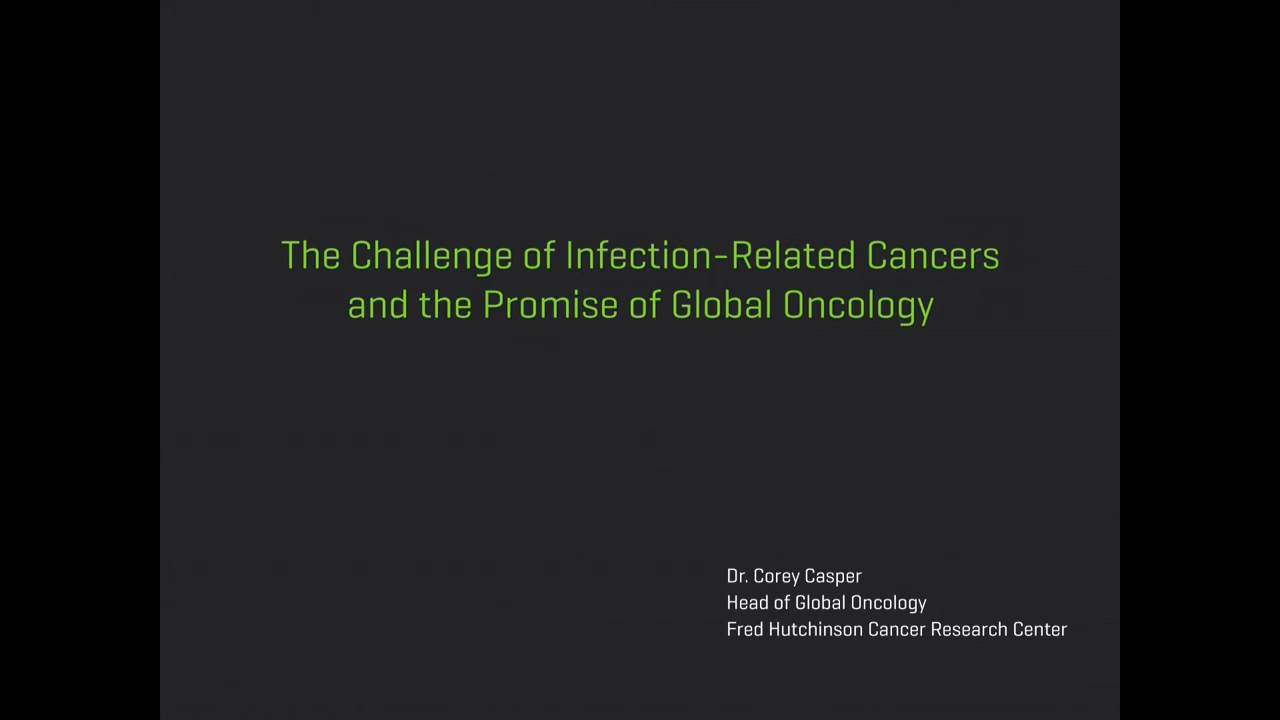 The Challenge of Infection-Related Cancers
and the Promise of Global Oncology
Dr. Corey Casper
Head of Global Oncology
Fred Hutchinson Cancer Research Center